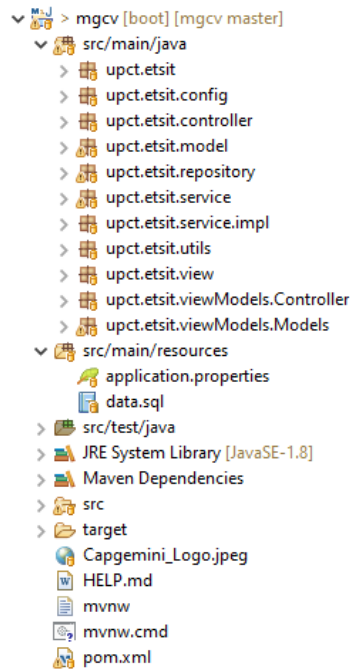 > mgcv [boot] [mgcv master]
src/main/java
upct.etsit
upct.etsit.config
upct.etsit.controller
upct.etsit.model
upct.etsit.repository
upct.etsit.service
upct.etsit.service.impl
upct.etsit.utils
upct.etsit.view
upct.etsit.viewModels.Controller
upct.etsit.viewModels.Models
src/main/resources
application.properties
data.sql
src/test/java
JRE System Library [JavaSE-1.8]
Maven Dependencies
src
target
Capgemini_Logo.jpeg
HELP.md
mvnw
mvnw.cmd
pom.xml